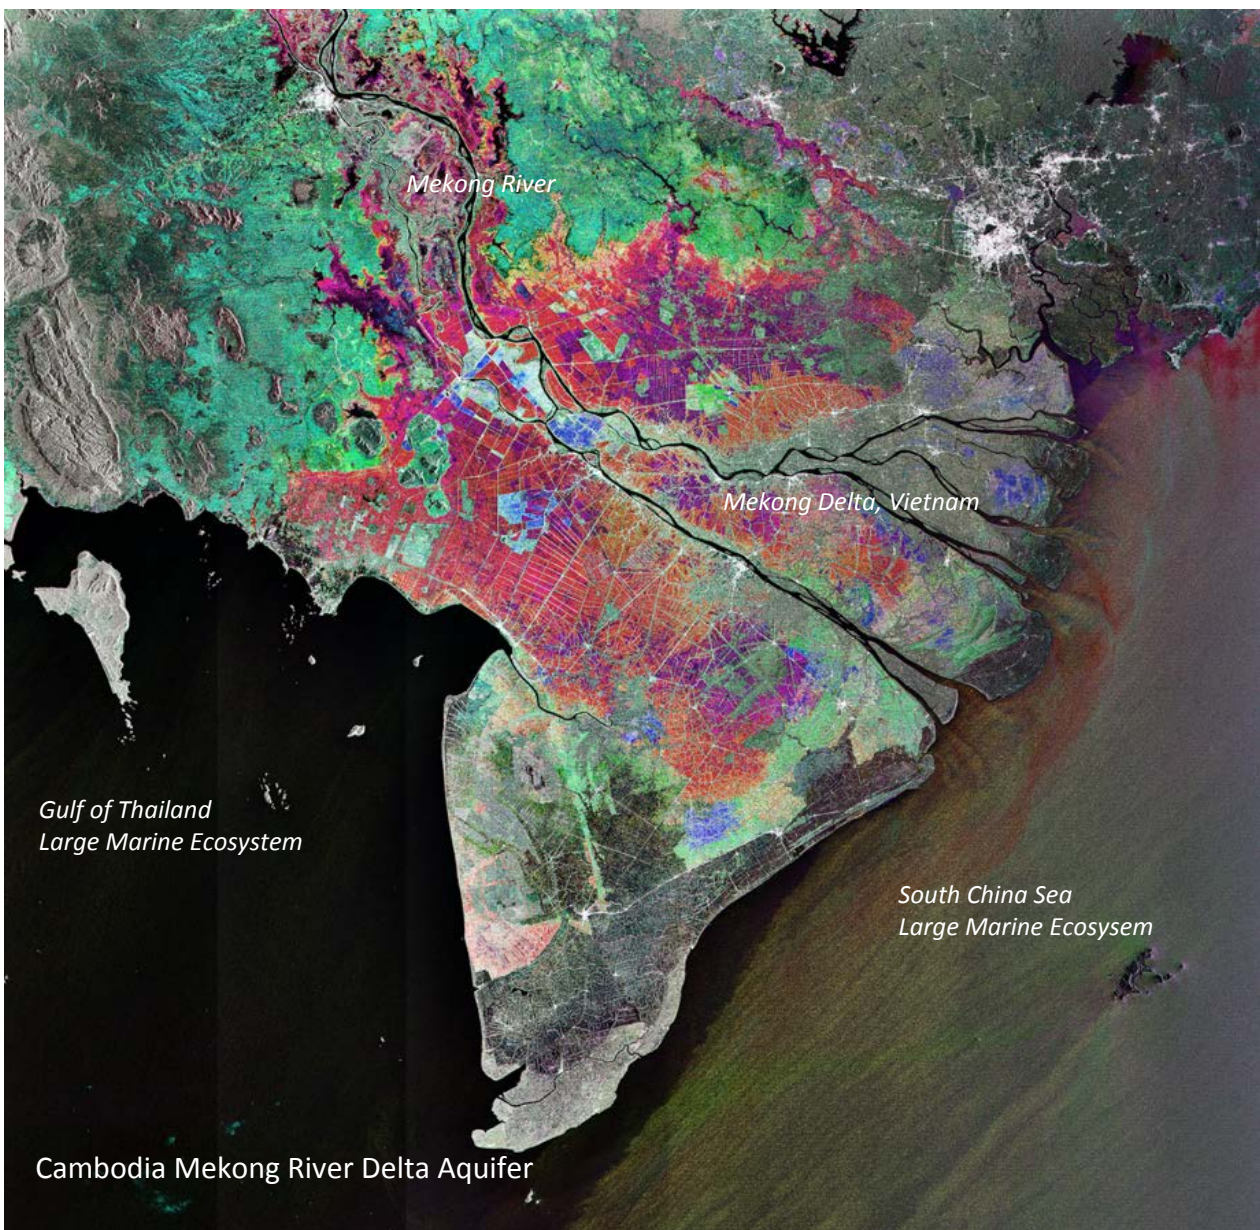 Mekong River
Mekong Delta, Vietnam
Gulf of Thailand
Large Marine Ecosystem
South China Sea
Large Marine Ecosysem
Cambodia Mekong River Delta Aquifer